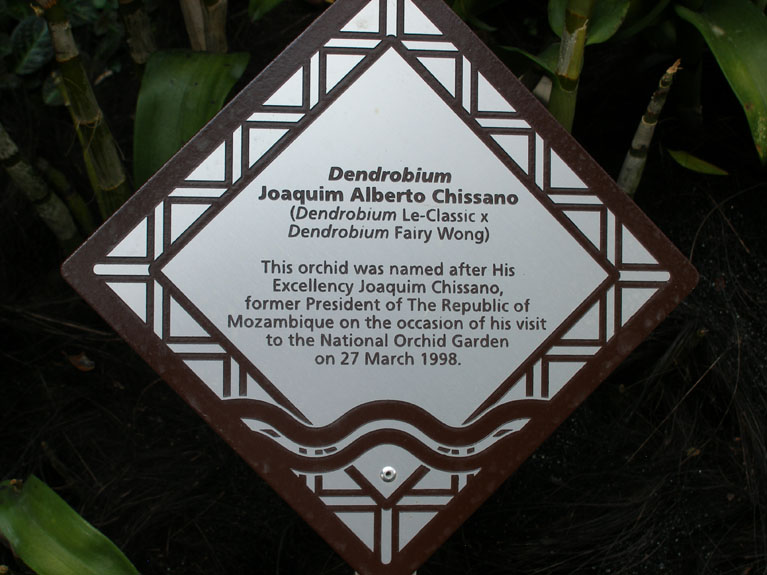 Dendrobium
Joaquim Alberto Chissano
(Dendrobium Le-Classic x
Dendrobium Fairy Wong)
This orchid was named after His
Excellency Joaquim Chissano,
former President of The Republic of
Mozambique on the occasion of his visit
to the National Orchid Garden
on 27 March 1998.